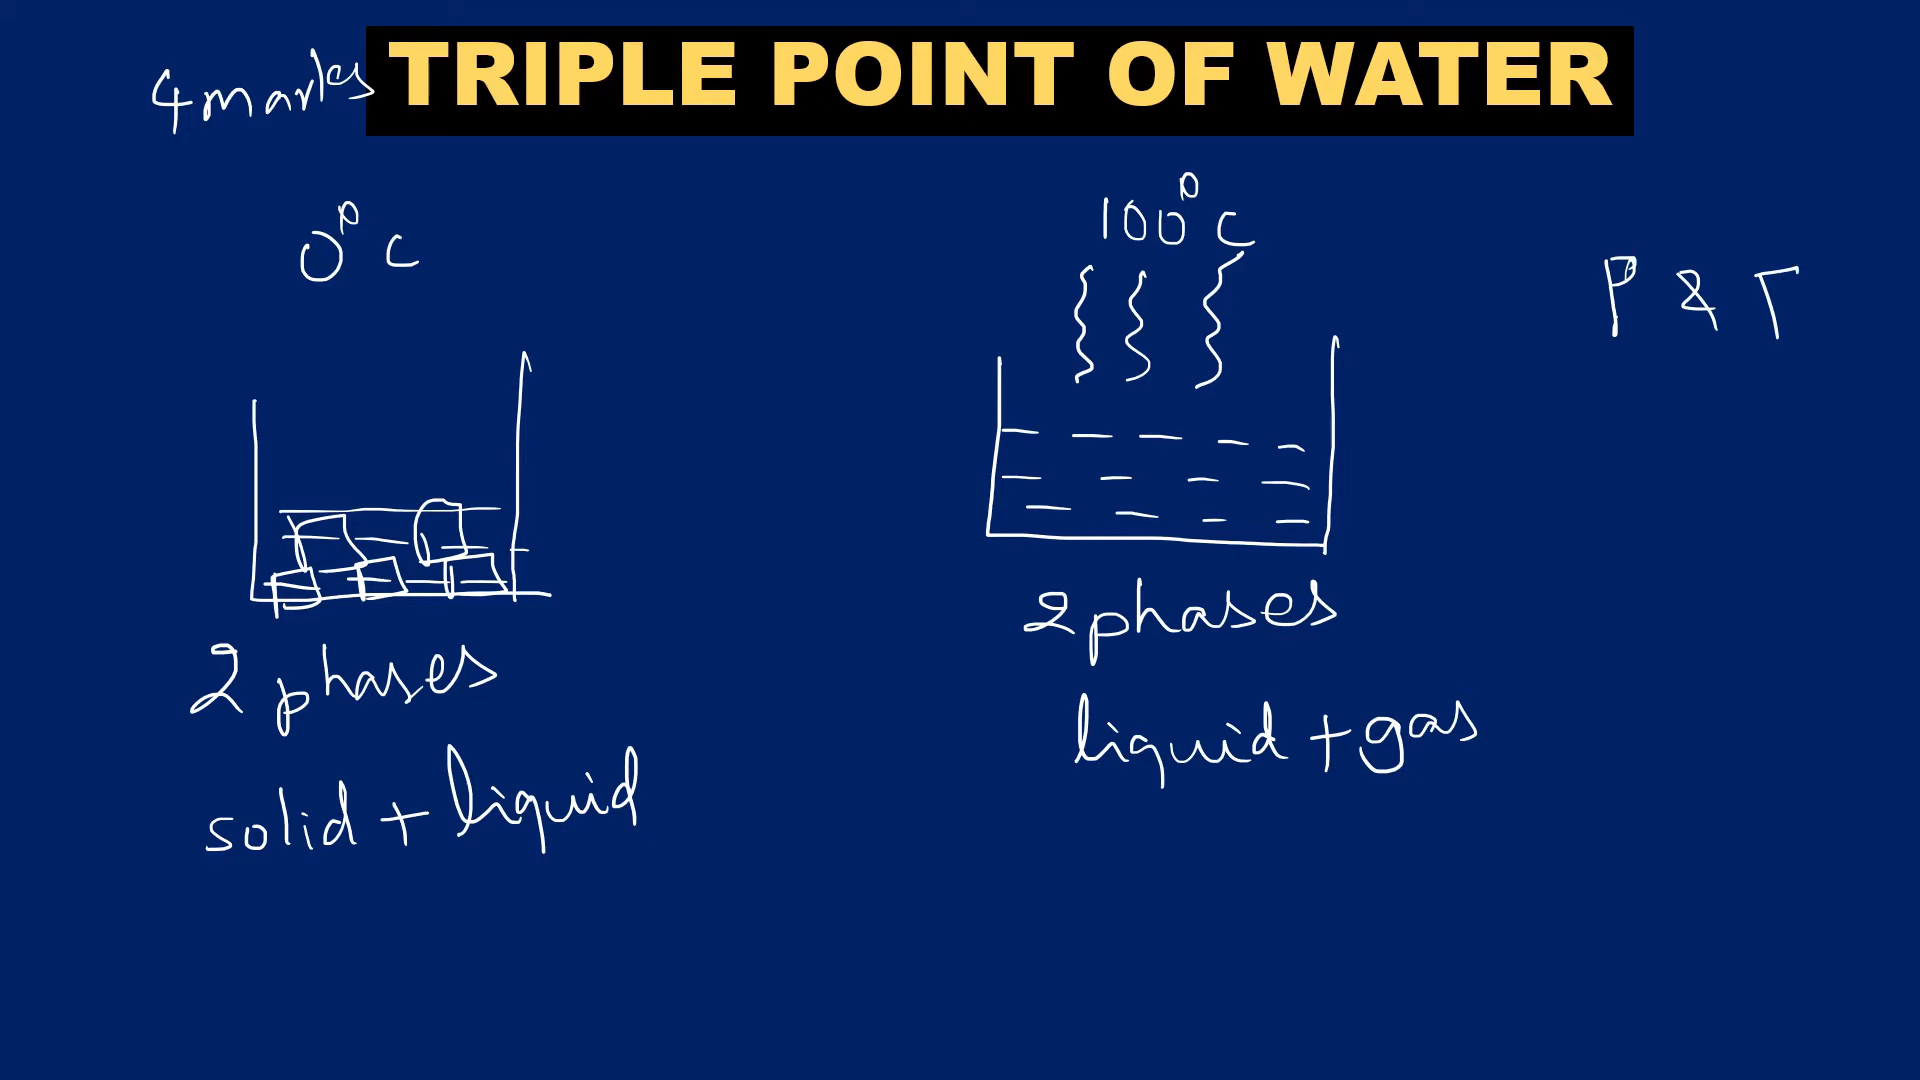 4 marks TRIPLE POINT OF WATER
0° C
100° C
P & T
2 phases
solid + liquid
2 phases
liquid + gas